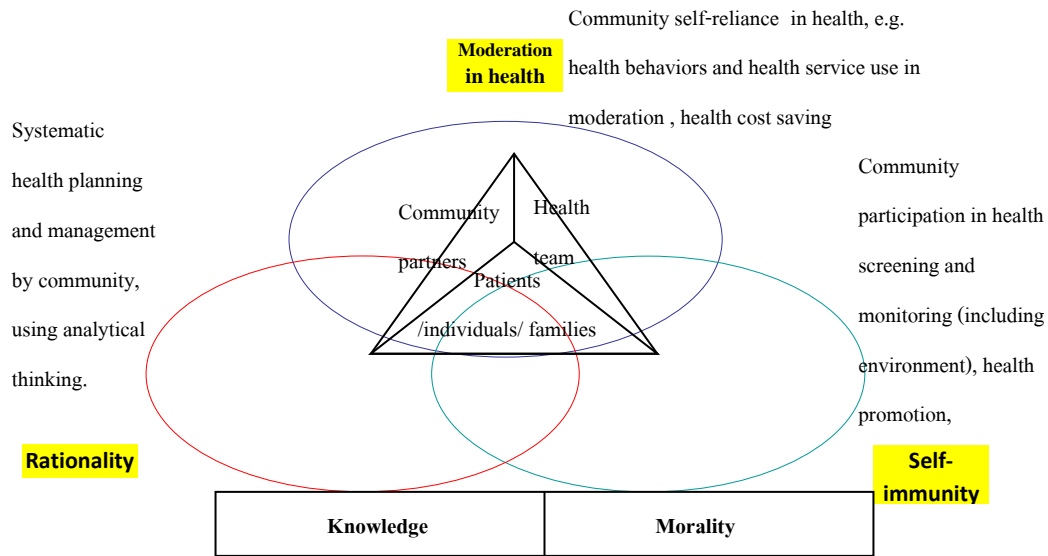 Moderation
in health
Community self-reliance in health, e.g.
health behaviors and health service use in
moderation , health cost saving
Systematic
health planning
and management
by community,
using analytical
thinking.
Rationality
Community
partners
Health
team
Patients
/individuals/ families
Community
participation in health
screening and
monitoring (including
environment), health
promotion,
Self-
immunity
Knowledge
Morality